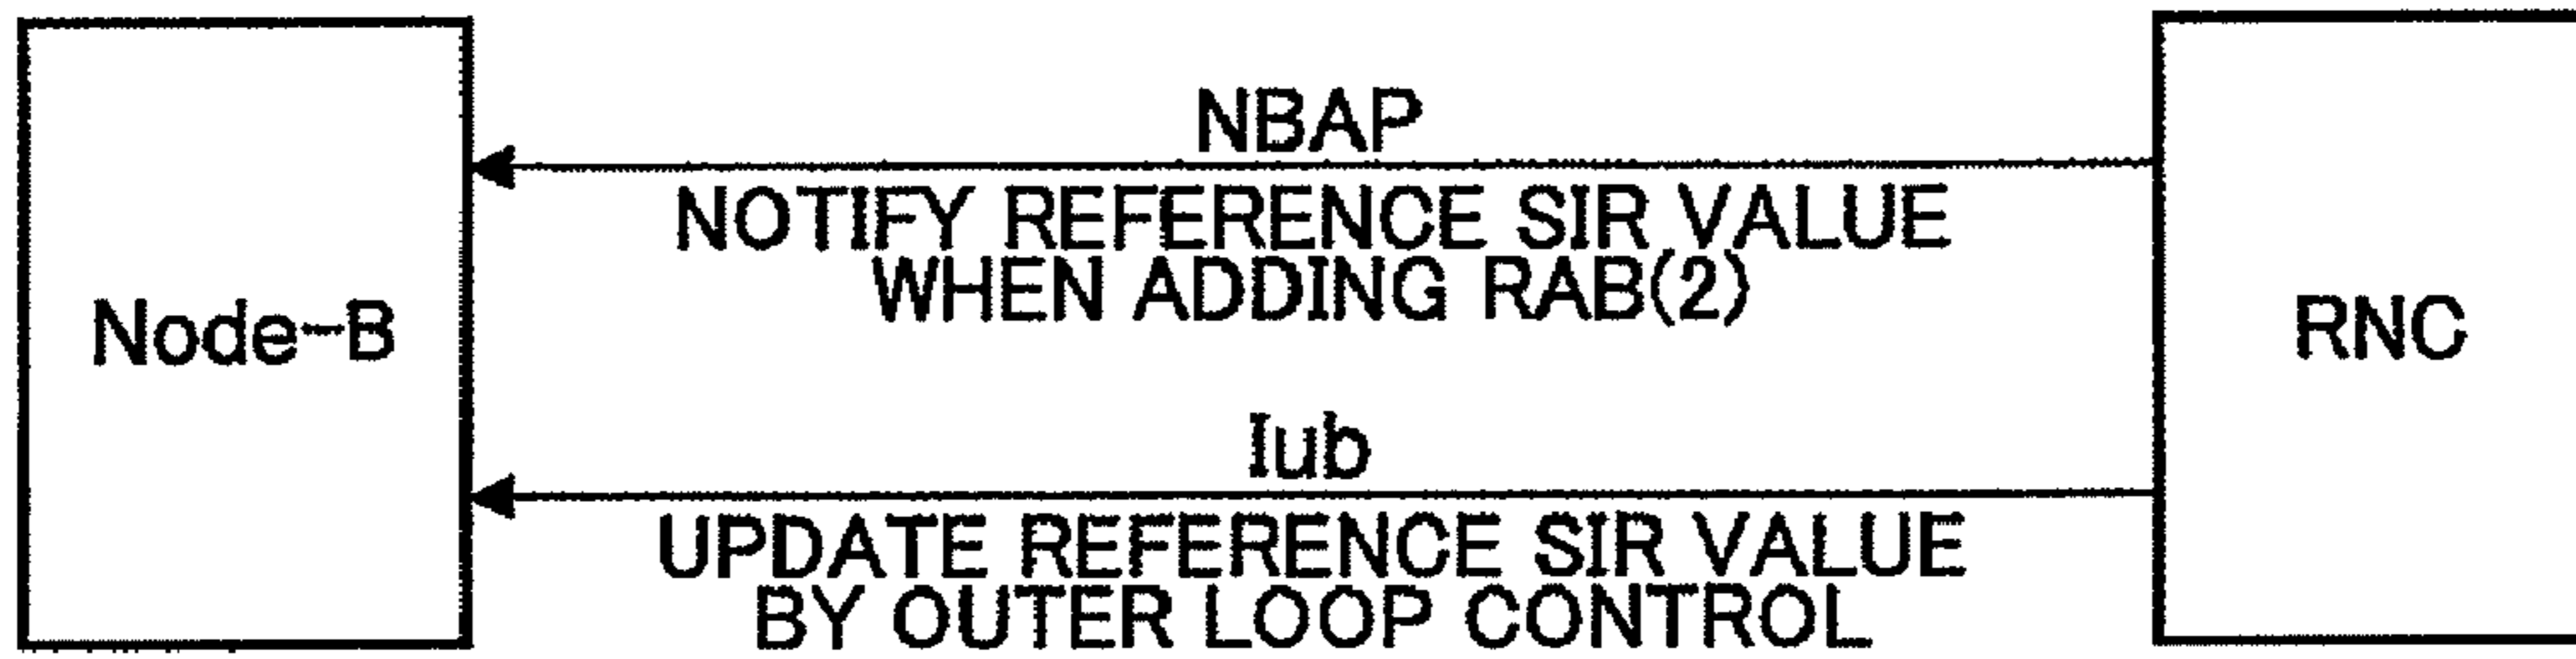 NBAP
NOTIFY REFERENCE SIR VALUE
WHEN ADDING RAB(2)
Node-B
RNC
Iub
UPDATE REFERENCE SIR VALUE
BY OUTER LOOP CONTROL